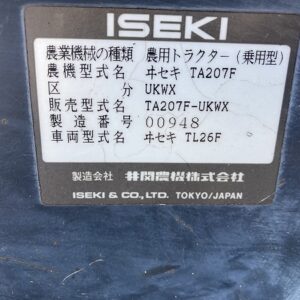 ISEKI
農業機械の種類 農用トラクター(乗用型)
農機型式名 ヰセキ TA207F
区分 UKWX
販売型式名 TA207F-UKWX
製造番号 00948
車両型式名 ヰセキ TL26F
製造会社 井関農機株式会社
ISEKI & CO., LTD. TOKYO/JAPAN